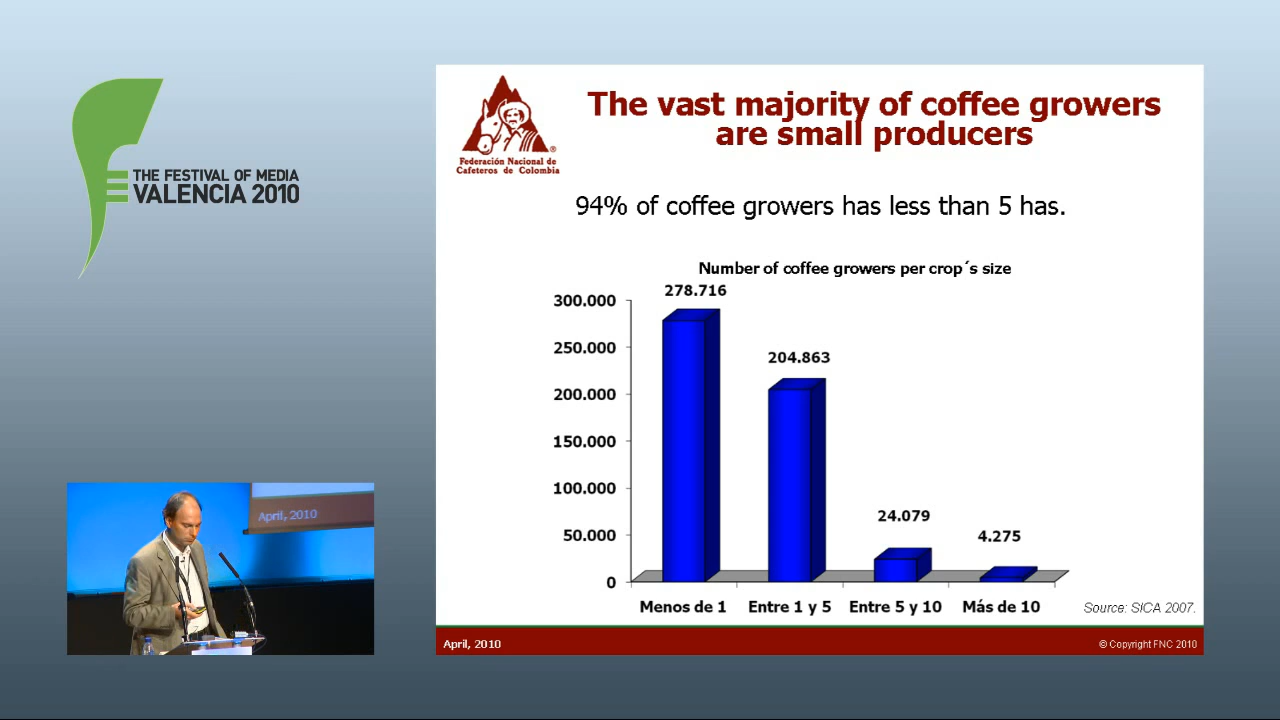 THE FESTIVAL OF MEDIA
VALENCIA 2010
Federación Nacional de
Cafeteros de Colombia
®
The vast majority of coffee growers
are small producers
94% of coffee growers has less than 5 has.
Number of coffee growers per crop´s size
300.000
250.000
200.000
150.000
100.000
50.000
0
278.716
204.863
24.079
4.275
Menos de 1
Entre 1 y 5
Entre 5 y 10
Más de 10
Source: SICA 2007.
April, 2010
© Copyright FNC 2010
April, 2010